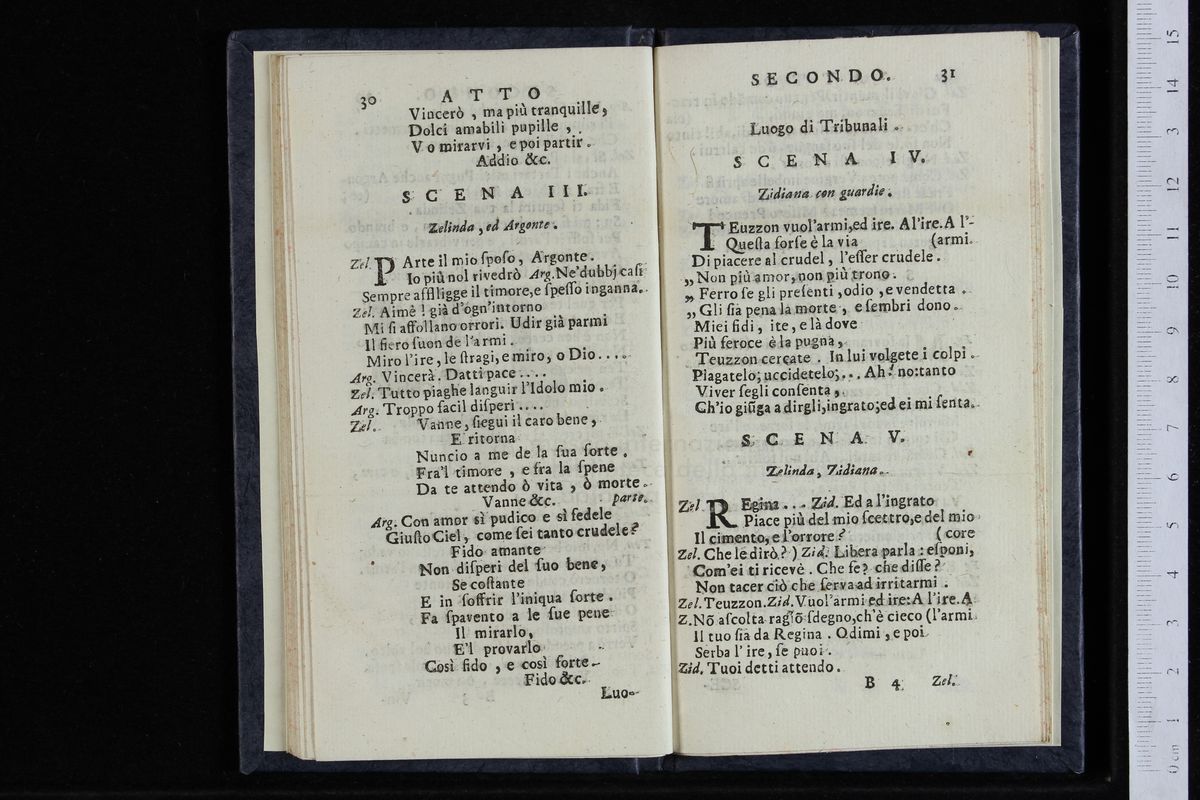 30 ATTO
Vincerò , ma più tranquille,
Dolci amabili pupille ,
Vo mirarvi , e poi partir.
Addio &c.
SCENA III.
Zelinda , ed Argonte.
Zel. PArte il mio ſpoſo, Argonte.
Io più nol rivedrò Arg. Ne'dubbj caſi
Sempre afflligge il timore,e ſpeſſo inganna.
Zel. Aimè ! già d'ogn'intorno
Mi ſi affollano orrori. Udir già parmi
Il fiero ſuon de l'armi.
Miro l'ire, le ſtragi, e miro, o Dio....
Arg. Vincerà. Datti pace....
Zel. Tutto piaghe languir l'Idolo mio.
Arg. Troppo facil diſperi....
Zel. Vanne, ſiegui il caro bene,
E ritorna
Nuncio a me de la ſua ſorte.
Fra'l timore , e fra la ſpene
Da te attendo ò vita , ò morte.
Vanne &c. parte.
Arg. Con amor sì pudico e sì fedele
Giuſto Ciel, come ſei tanto crudele?
Fido amante
Non diſperi del ſuo bene,
Se coſtante
E in ſoffrir l'iniqua ſorte.
Fa ſpavento a le ſue pene
Il mirarlo,
E'l provarlo
Così fido , e così forte-
Fido &c.
Luo-
SECONDO. 31
Luogo di Tribunali.
SCENA IV.
Zidiana con guardie.
TEuzzon vuol'armi,ed ire. A l'ire.A l'-
Queſta forſe è la via (armi.
Di piacere al crudel , l'eſſer crudele.
„Non più amor, non più trono.
„ Ferro ſe gli preſenti ,odio ,e vendetta .
„ Gli ſia pena la morte , e ſembri dono.
Miei fidi , ite, e là dove
Più feroce è la pugna,
Teuzzon cercate . In lui volgete i colpi.
Piagatelo; uccidetelo;... Ah! no:tanto
Viver ſegli conſenta,
Ch'io giūga a dirgli,ingrato;ed ei mi ſenta.
SCENA V.
Zelinda, Zidiana.
Zel. REgina ... Zid. Ed a l'ingrato
Piace più del mio ſcettro,e del mio
Il cimento, e l'orrore? (core
Zel. Che le dirò? ) Zid. Libera parla : eſponi,
Com'ei ti ricevè . Che fe? che diſſe?
Non tacer ciò che ſerva ad irritarmi .
Zel. Teuzzon.Zid.Vuol'armi ed ire:A l'ire.A
Z.Nõ aſcolta ragiõ ſdegno,ch'è cieco (l'armi
Il tuo ſia da Regina . Odimi , e poi
Serba l'ire, ſe puoi.
Zid. Tuoi detti attendo.
B 4 Zel.